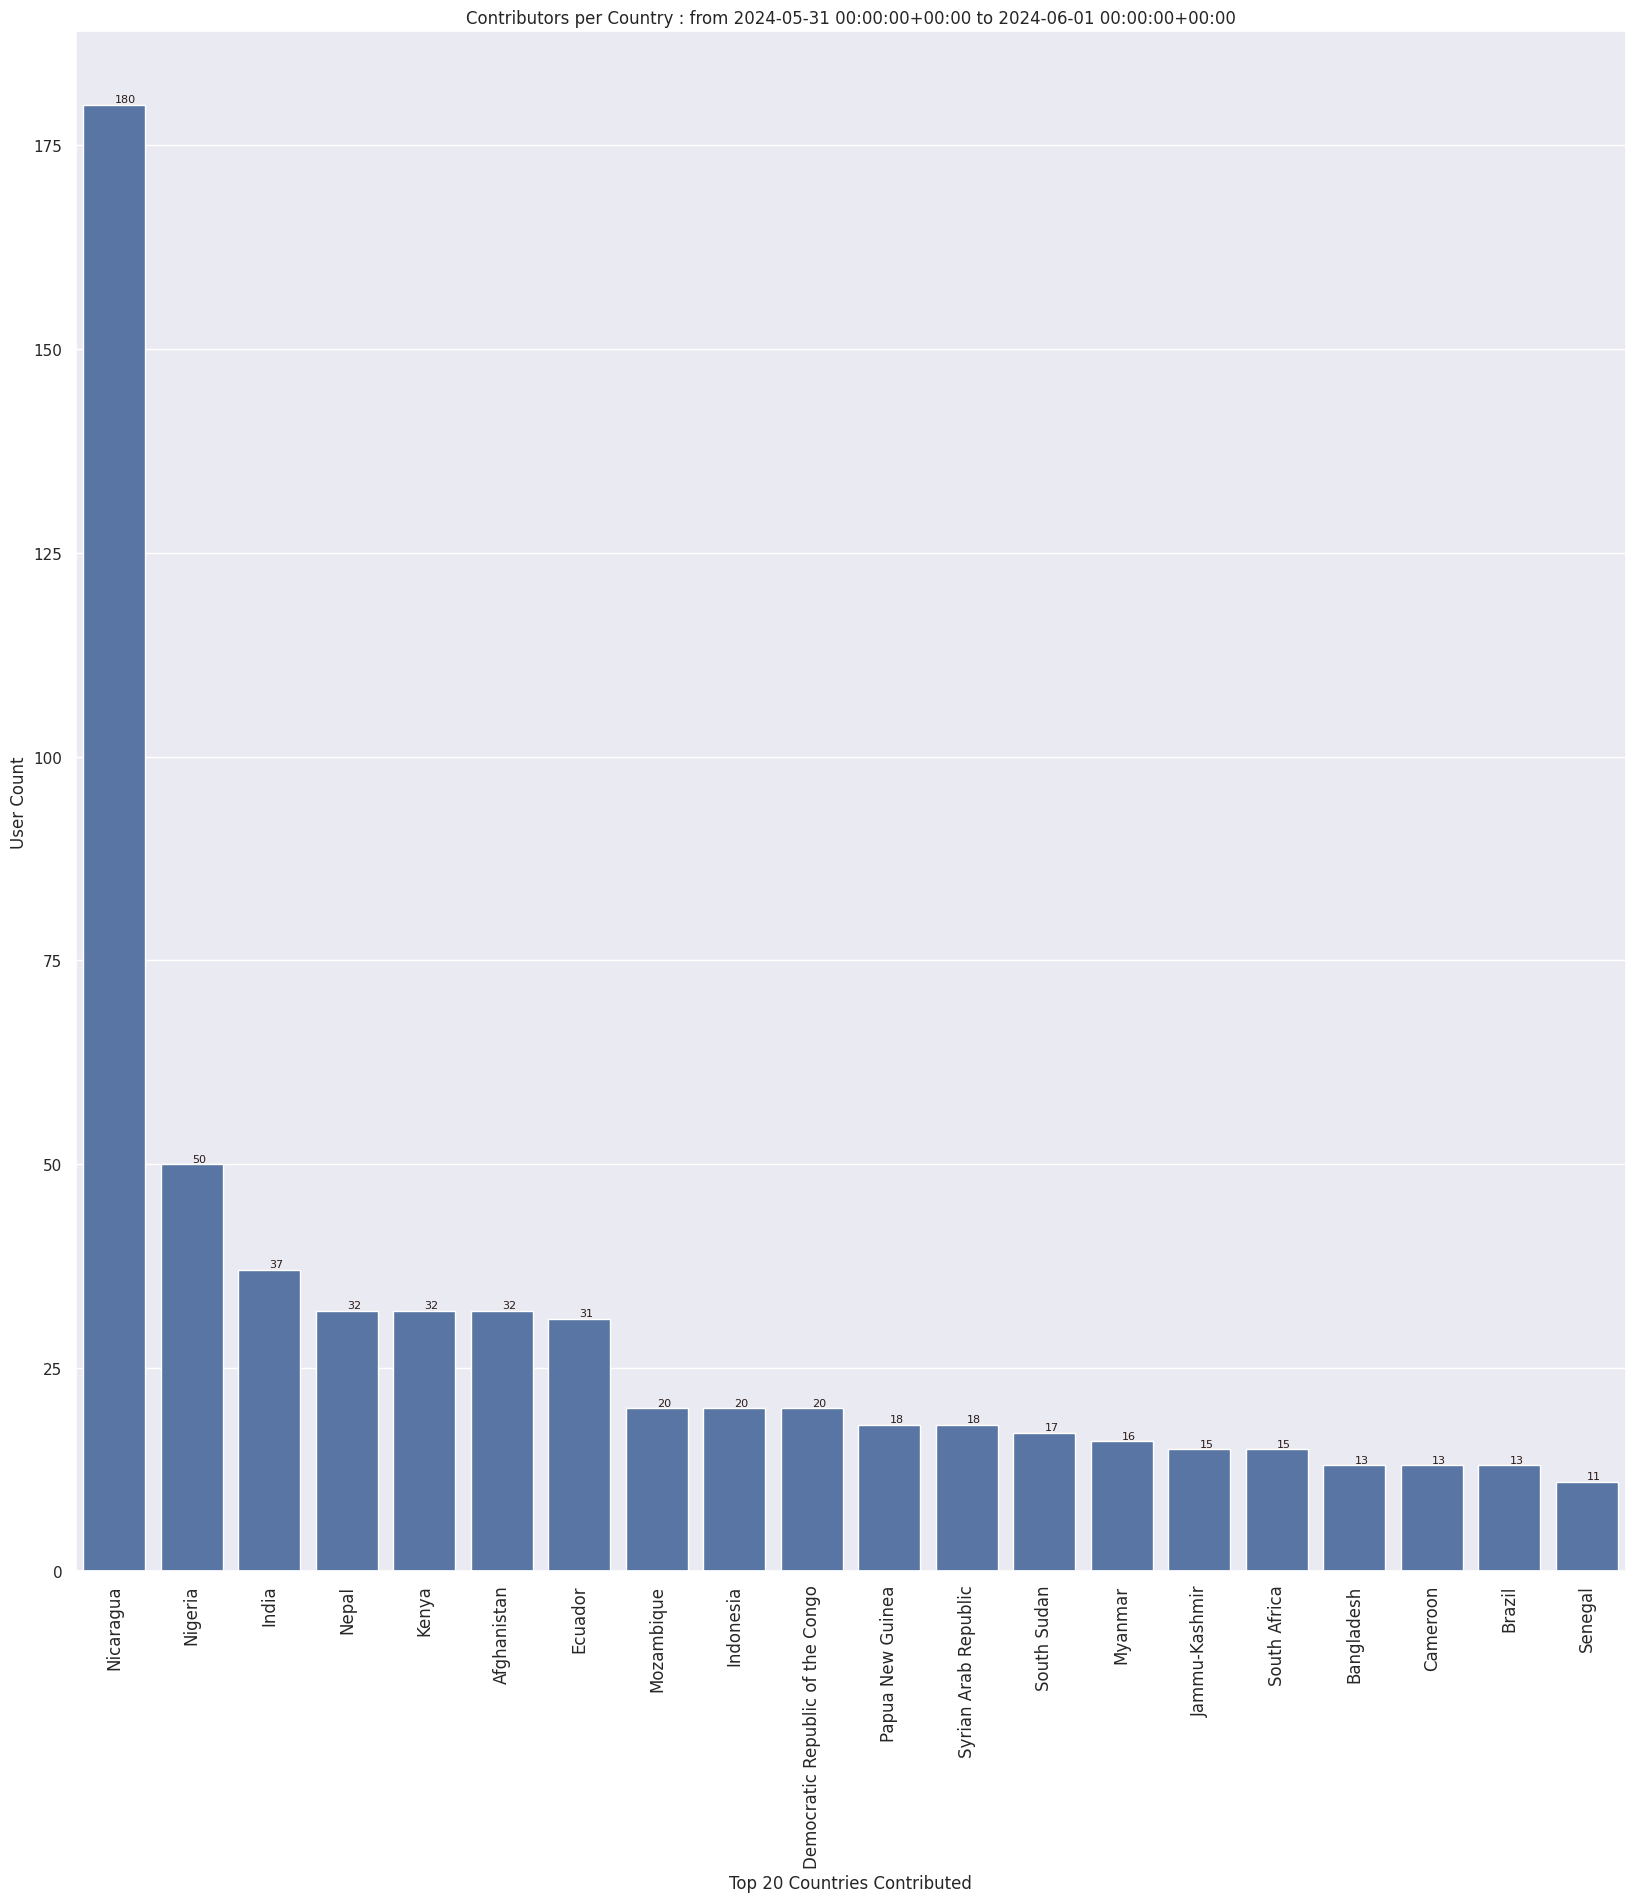 Contributors per Country : from 2024-05-31 00:00:00+00:00 to 2024-06-01 00:00:00+00:00
User Count
175
150
125
100
75
50
25
0
180
50
37
32
32
32
31
20
20
20
18
18
17
16
15
15
13
13
13
11
Nicaragua
Nigeria
India
Nepal
Kenya
Afghanistan
Ecuador
Mozambique
Indonesia
Democratic Republic of the Congo
Papua New Guinea
Syrian Arab Republic
South Sudan
Myanmar
Jammu-Kashmir
South Africa
Bangladesh
Cameroon
Brazil
Senegal
Top 20 Countries Contributed